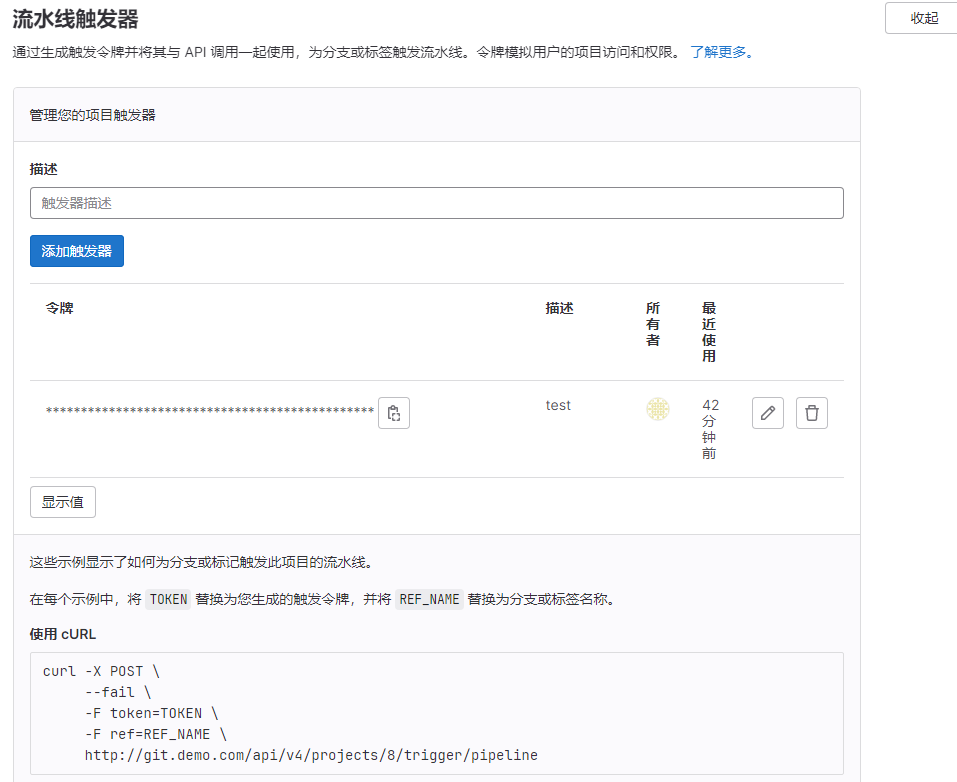 流水线触发器
收起
通过生成触发令牌并将其与 API 调用一起使用，为分支或标签触发流水线。令牌模拟用户的项目访问和权限。 了解更多。
管理您的项目触发器
描述
触发器描述
添加触发器
令牌 描述 所有者 最近使用
*********************************************** test 42分钟前
显示值
这些示例显示了如何为分支或标记触发此项目的流水线。
在每个示例中，将 TOKEN 替换为您生成的触发令牌，并将 REF_NAME 替换为分支或标签名称。
使用 cURL
curl -X POST \
--fail \
-F token=TOKEN \
-F ref=REF_NAME \
http://git.demo.com/api/v4/projects/8/trigger/pipeline